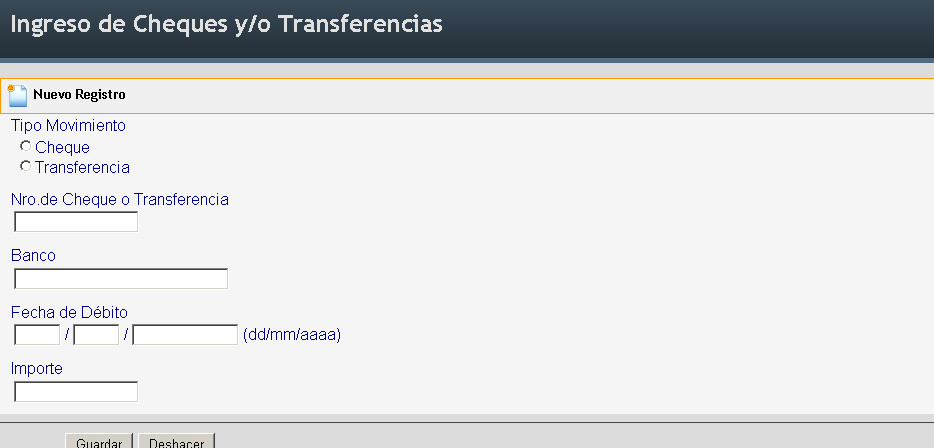 Ingreso de Cheques y/o Transferencias
Nuevo Registro
Tipo Movimiento
Cheque
Transferencia
Nro.de Cheque o Transferencia
Banco
Fecha de Débito
/ / (dd/mm/aaaa)
Importe
Guardar Deshacer